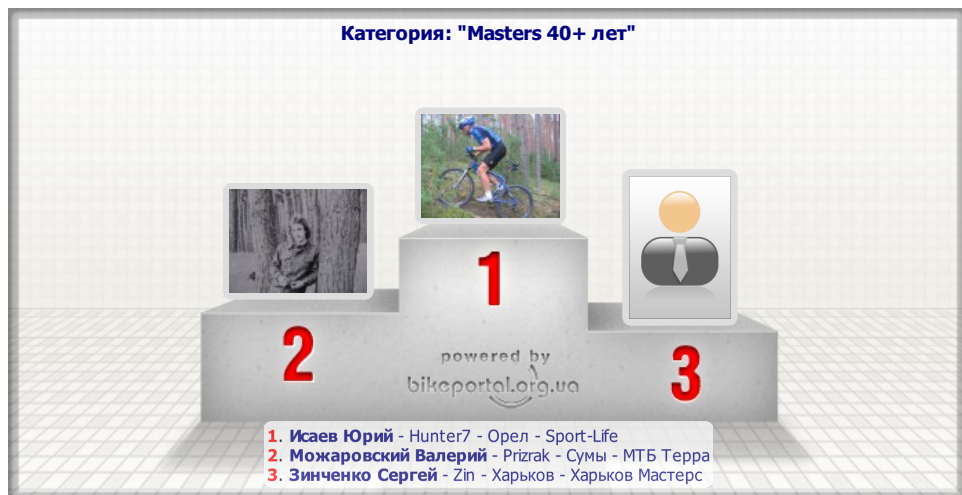 Категория: "Masters 40+ лет"
1
2
3
powered by
bikeportal.org.ua
1. Исаев Юрий - Hunter7 - Орел - Sport-Life
2. Можаровский Валерий - Prizrak - Сумы - МТБ Терра
3. Зинченко Сергей - Zin - Харьков - Харьков Мастерс